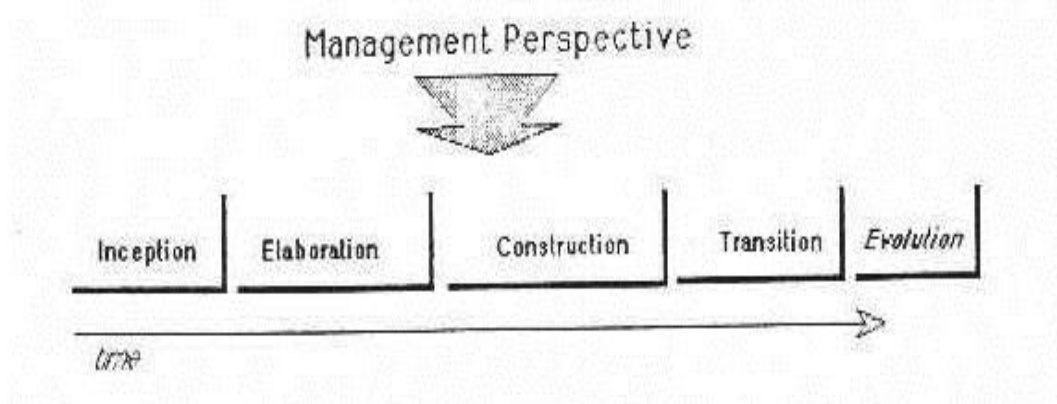 Management Perspective
Inception Elaboration Construction Transition Evolution
time